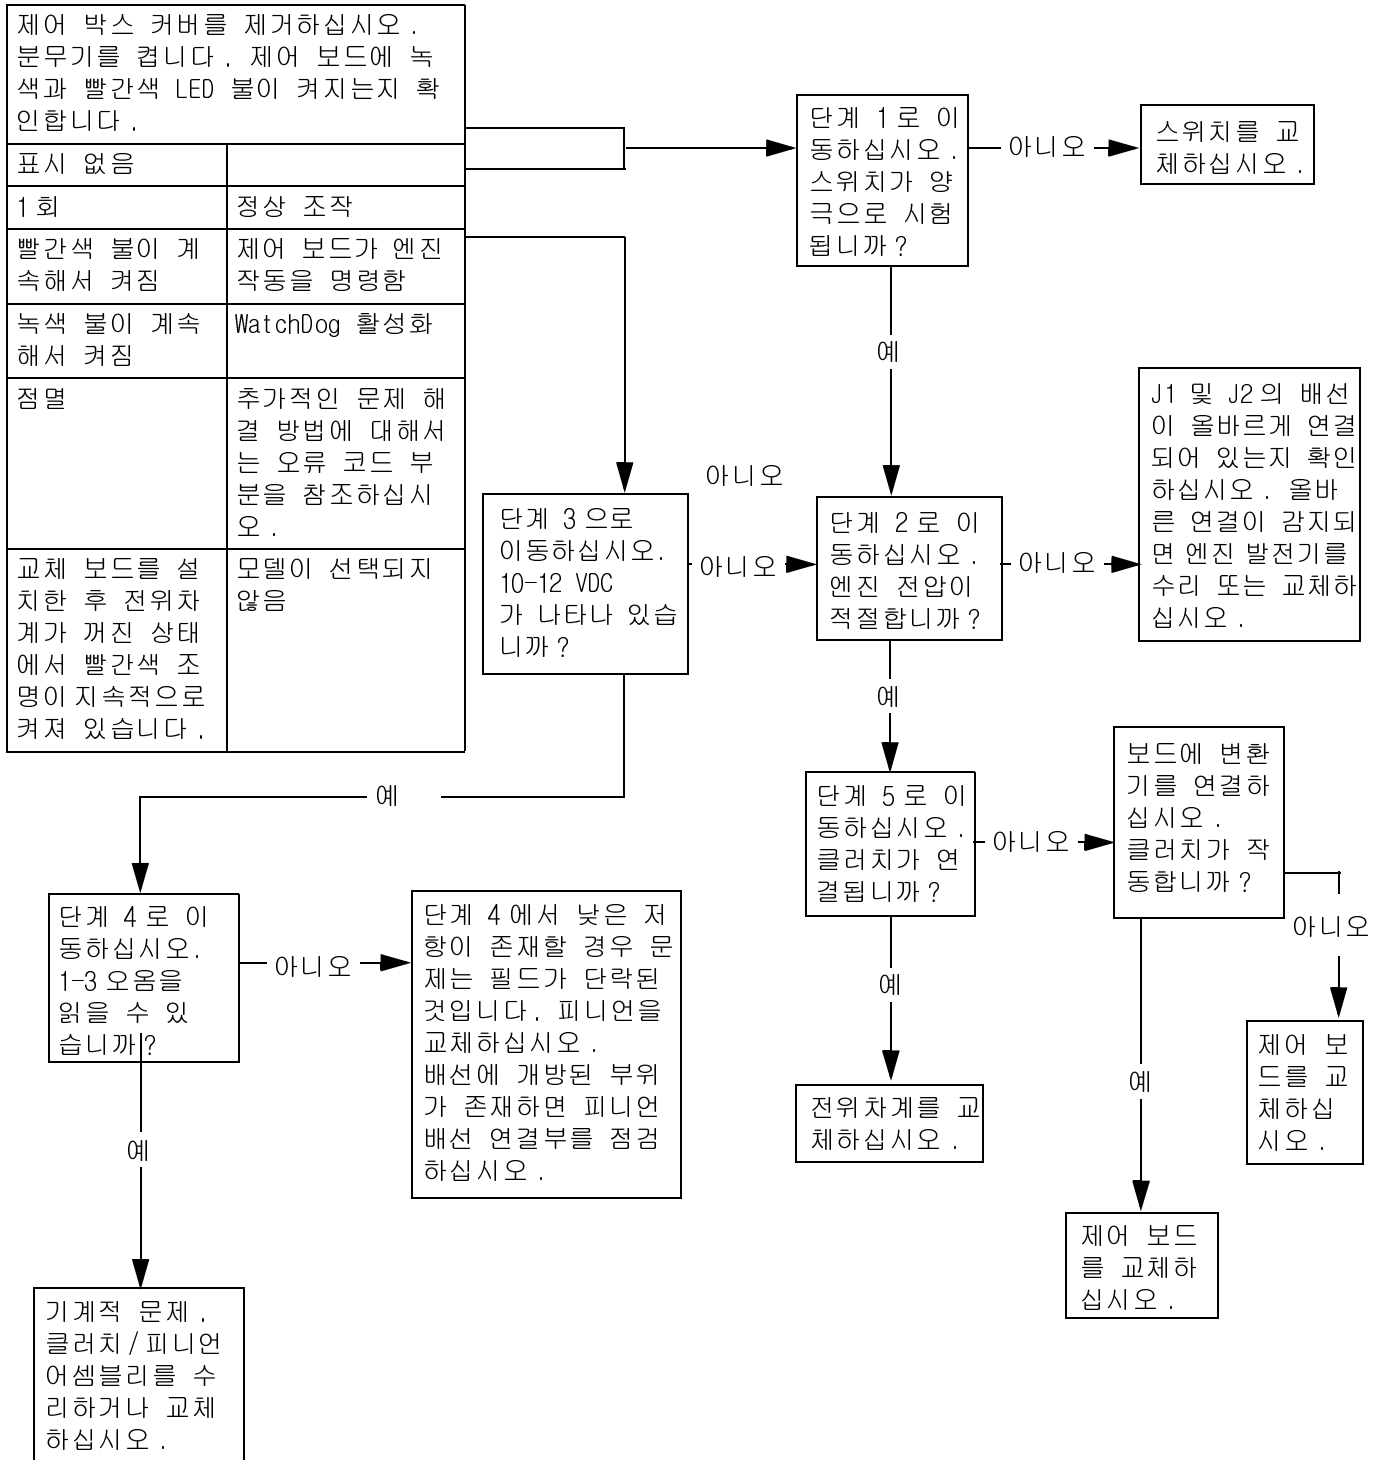 제어 박스 커버를 제거하십시오.
분무기를 켭니다. 제어 보드에 녹
색과 빨간색 LED 불이 켜지는지 확
인합니다.
표시 없음
1회
정상 조작
빨간색 불이 계
속해서 켜짐
제어 보드가 엔진
작동을 명령함
녹색 불이 계속
해서 켜짐
WatchDog 활성화
점멸
추가적인 문제 해
결 방법에 대해서
는 오류 코드 부
분을 참조하십시
오.
교체 보드를 설
치한 후 전위차
계가 꺼진 상태
에서 빨간색 조
명이 지속적으로
켜져 있습니다.
모델이 선택되지
않음
단계 1로 이
동하십시오.
스위치가 양
극으로 시험
됩니까?
아니오
스위치를 교
체하십시오.
예
아니오
단계 3으로
이동하십시오.
10-12 VDC
가 나타나 있습
니까?
아니오
단계 2로 이
동하십시오.
엔진 전압이
적절합니까?
아니오
J1 및 J2의 배선
이 올바르게 연결
되어 있는지 확인
하십시오. 올바
른 연결이 감지되
면 엔진 발전기를
수리 또는 교체하
십시오.
예
예
단계 5로 이
동하십시오.
클러치가 연
결됩니까?
아니오
보드에 변환
기를 연결하
십시오.
클러치가 작
동합니까?
아니오
단계 4로 이
동하십시오.
1-3 오옴을
읽을 수 있
습니까?
아니오
단계 4에서 낮은 저
항이 존재할 경우 문
제는 필드가 단락된
것입니다. 피니언을
교체하십시오.
배선에 개방된 부위
가 존재하면 피니언
배선 연결부를 점검
하십시오.
예
전위차계를 교
체하십시오.
예
제어 보
드를 교
체하십
시오.
예
제어 보드
를 교체하
십시오.
기계적 문제.
클러치/피니언
어셈블리를 수
리하거나 교체
하십시오.